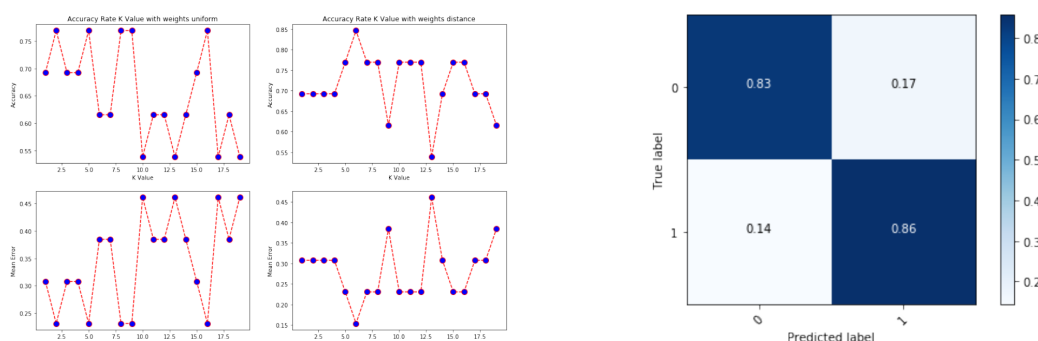 Accuracy Rate K Value with weights uniform
Accuracy
0.75
0.70
0.65
0.60
0.55
2.5 5.0 7.5 10.0 12.5 15.0 17.5
K Value
Accuracy Rate K Value with weights distance
Accuracy
0.85
0.80
0.75
0.70
0.65
0.60
0.55
2.5 5.0 7.5 10.0 12.5 15.0 17.5
K Value
Mean Error
0.45
0.40
0.35
0.30
0.25
2.5 5.0 7.5 10.0 12.5 15.0 17.5
Mean Error
0.45
0.40
0.35
0.30
0.25
0.20
0.15
2.5 5.0 7.5 10.0 12.5 15.0 17.5
True label
0
1
0.83 0.17
0.14 0.86
0 1
Predicted label
0.8
0.7
0.6
0.5
0.4
0.3
0.2